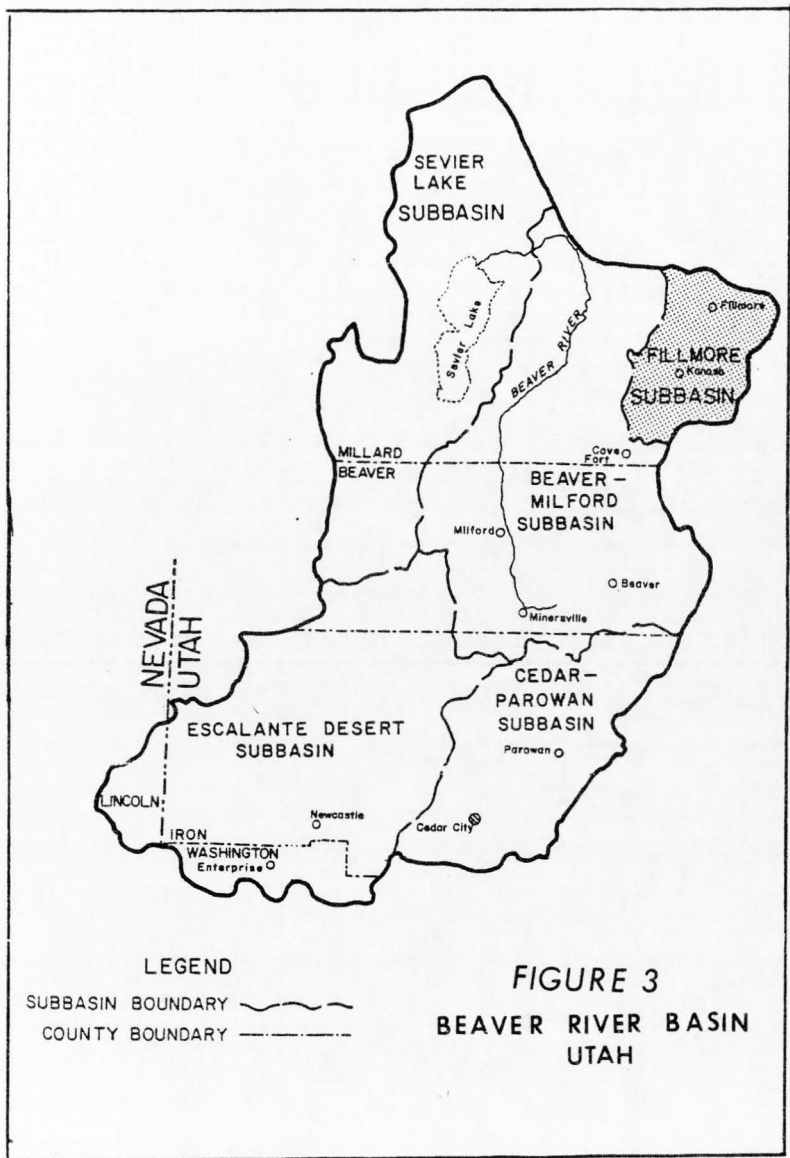 SEVIER
LAKE
SUBBASIN
Sevier Lake
BEAVER RIVER
Fillmore
FILLMORE
Kanosh
SUBBASIN
Cove
Fort
MILLARD
BEAVER
BEAVER –
MILFORD
SUBBASIN
Milford
Beaver
Minersville
NEVADA
UTAH
CEDAR–
PAROWAN
SUBBASIN
ESCALANTE DESERT
SUBBASIN
Parowan
LINCOLN
Newcastle
Cedar City
IRON
WASHINGTON
Enterprise
LEGEND
SUBBASIN BOUNDARY
COUNTY BOUNDARY
FIGURE 3
BEAVER RIVER BASIN
UTAH